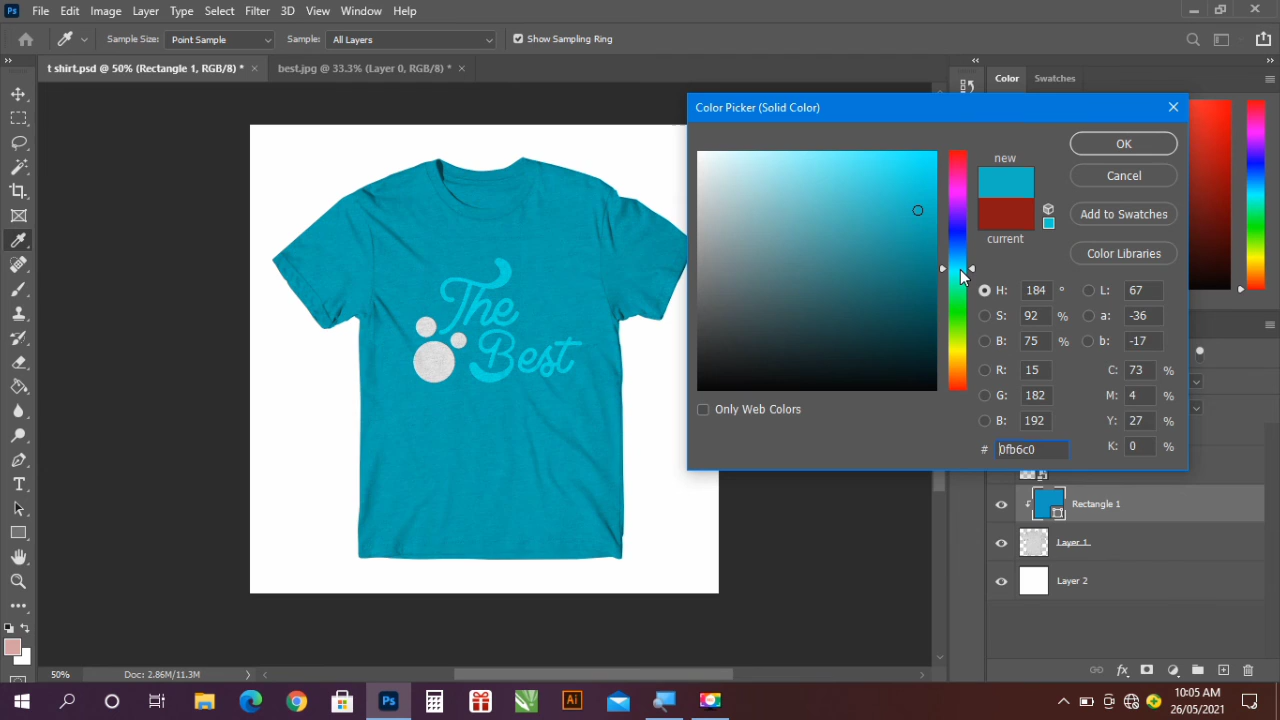 Ps File Edit Image Layer Type Select Filter 3D View Window Help
Sample Size: Point Sample Sample: All Layers Show Sampling Ring
t shirt.psd @ 50% (Rectangle 1, RGB/8) * × best.jpg @ 33.3% (Layer 0, RGB/8) * ×
Color Swatches
Color Picker (Solid Color)
new
current
OK
Cancel
Add to Swatches
Color Libraries
H: 184 ° L: 67
S: 92 % a: -36
B: 75 % b: -17
R: 15 C: 73 %
G: 182 M: 4 %
B: 192 Y: 27 %
# 0fb6c0 K: 0 %
Only Web Colors
The
Best
Rectangle 1
Layer 1
Layer 2
50% Doc: 2.86M/11.3M
Ps Ai
10:05 AM
26/05/2021